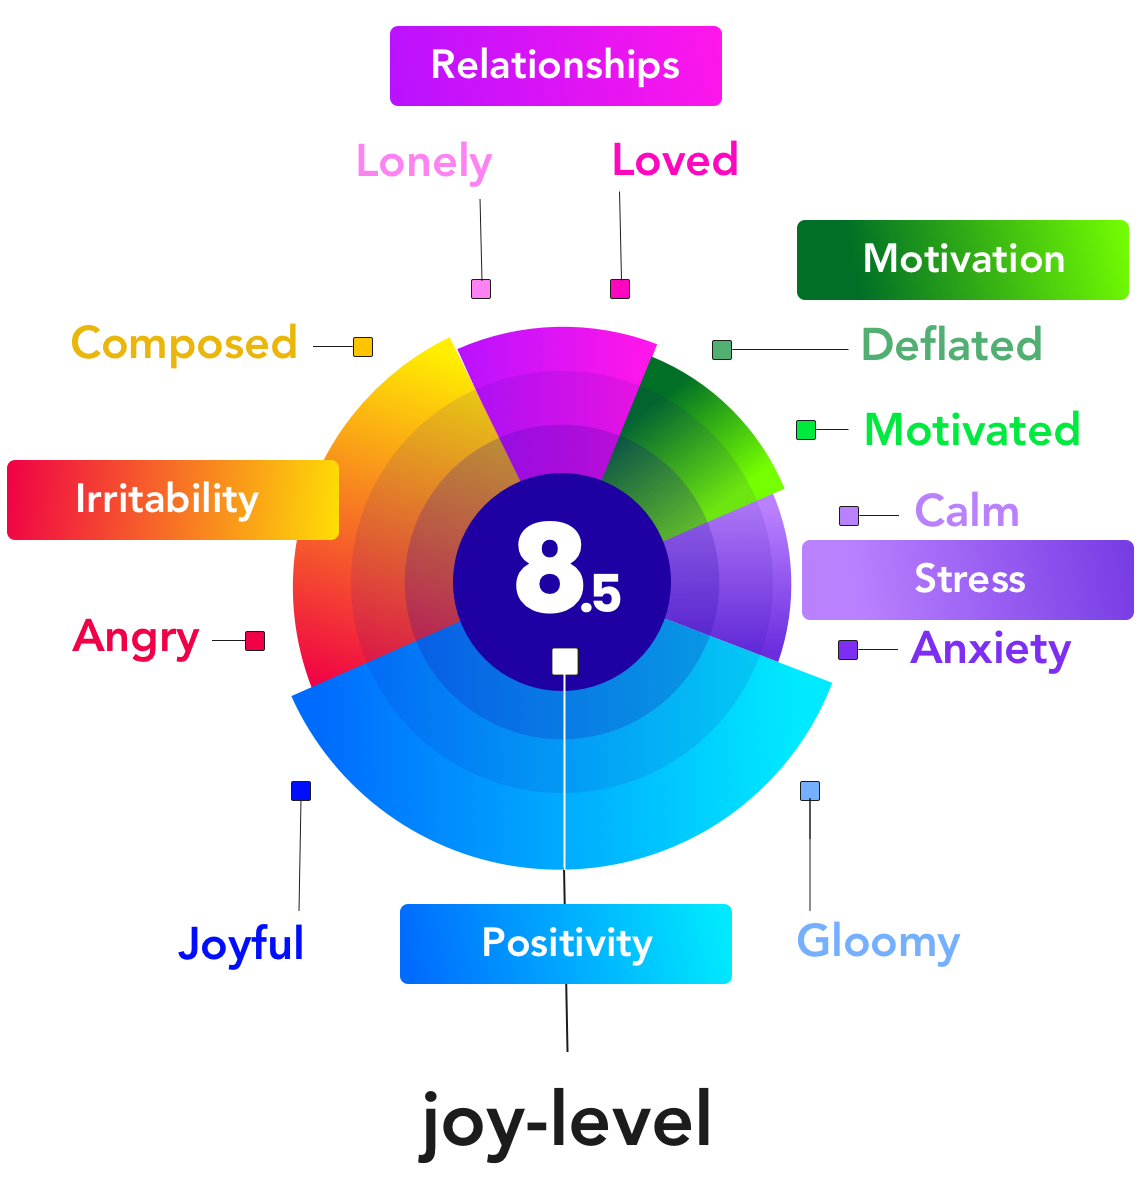 Relationships
Lonely
Loved
Motivation
Composed
Deflated
Motivated
Irritability
Calm
8.5
Stress
Angry
Anxiety
Joyful
Positivity
Gloomy
joy-level